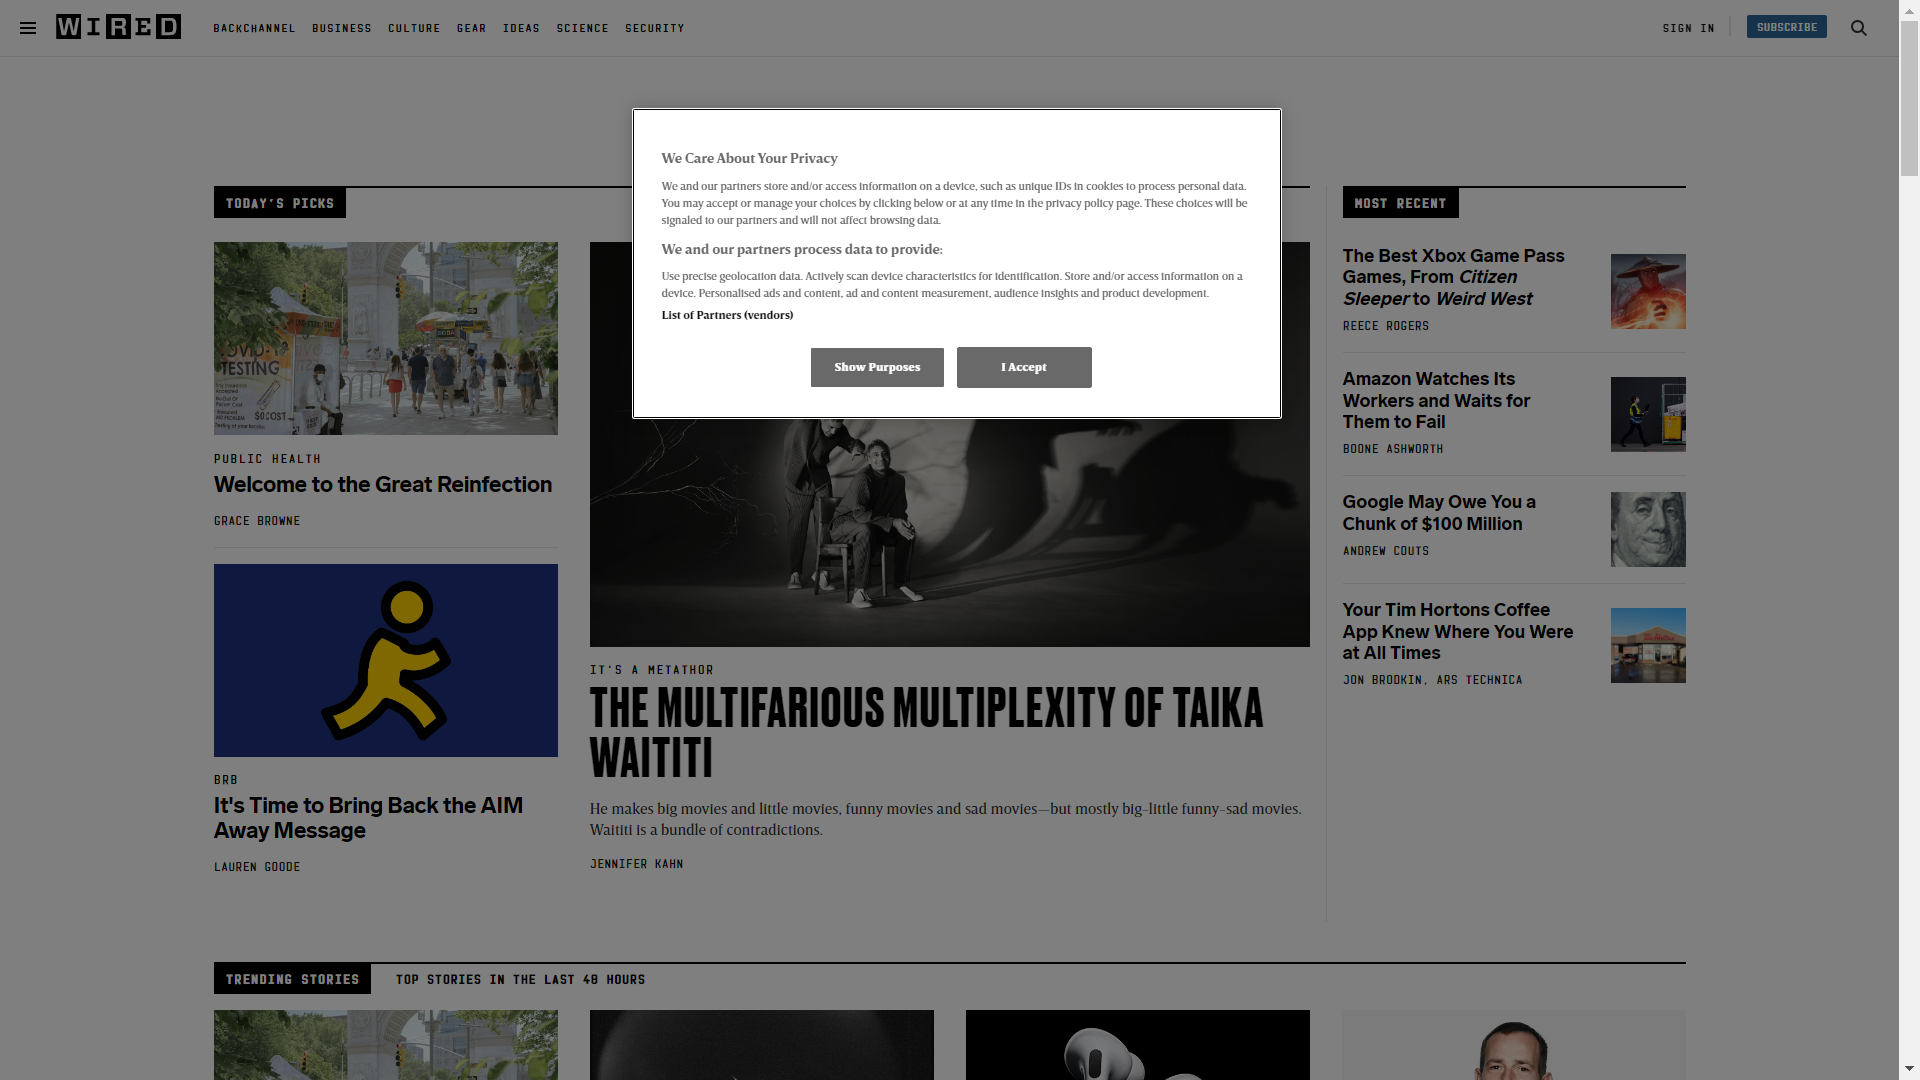 WIRED
BACKCHANNEL BUSINESS CULTURE GEAR IDEAS SCIENCE SECURITY
SIGN IN
SUBSCRIBE
We Care About Your Privacy
We and our partners store and/or access information on a device, such as unique IDs in cookies to process personal data.
You may accept or manage your choices by clicking below or at any time in the privacy policy page. These choices will be
signaled to our partners and will not affect browsing data.
We and our partners process data to provide:
Use precise geolocation data. Actively scan device characteristics for identification. Store and/or access information on a
device. Personalised ads and content, ad and content measurement, audience insights and product development.
List of Partners (vendors)
Show Purposes
I Accept
TODAY'S PICKS
TESTING
$0 COST
PUBLIC HEALTH
Welcome to the Great Reinfection
GRACE BROWNE
BRB
It's Time to Bring Back the AIM
Away Message
LAUREN GOODE
IT'S A METATHOR
THE MULTIFARIOUS MULTIPLEXITY OF TAIKA
WAITITI
He makes big movies and little movies, funny movies and sad movies—but mostly big-little funny-sad movies.
Waititi is a bundle of contradictions.
JENNIFER KAHN
MOST RECENT
The Best Xbox Game Pass
Games, From Citizen
Sleeper to Weird West
REECE ROGERS
Amazon Watches Its
Workers and Waits for
Them to Fail
BOONE ASHWORTH
Google May Owe You a
Chunk of $100 Million
ANDREW COUTS
Your Tim Hortons Coffee
App Knew Where You Were
at All Times
JON BRODKIN, ARS TECHNICA
TRENDING STORIES
TOP STORIES IN THE LAST 48 HOURS